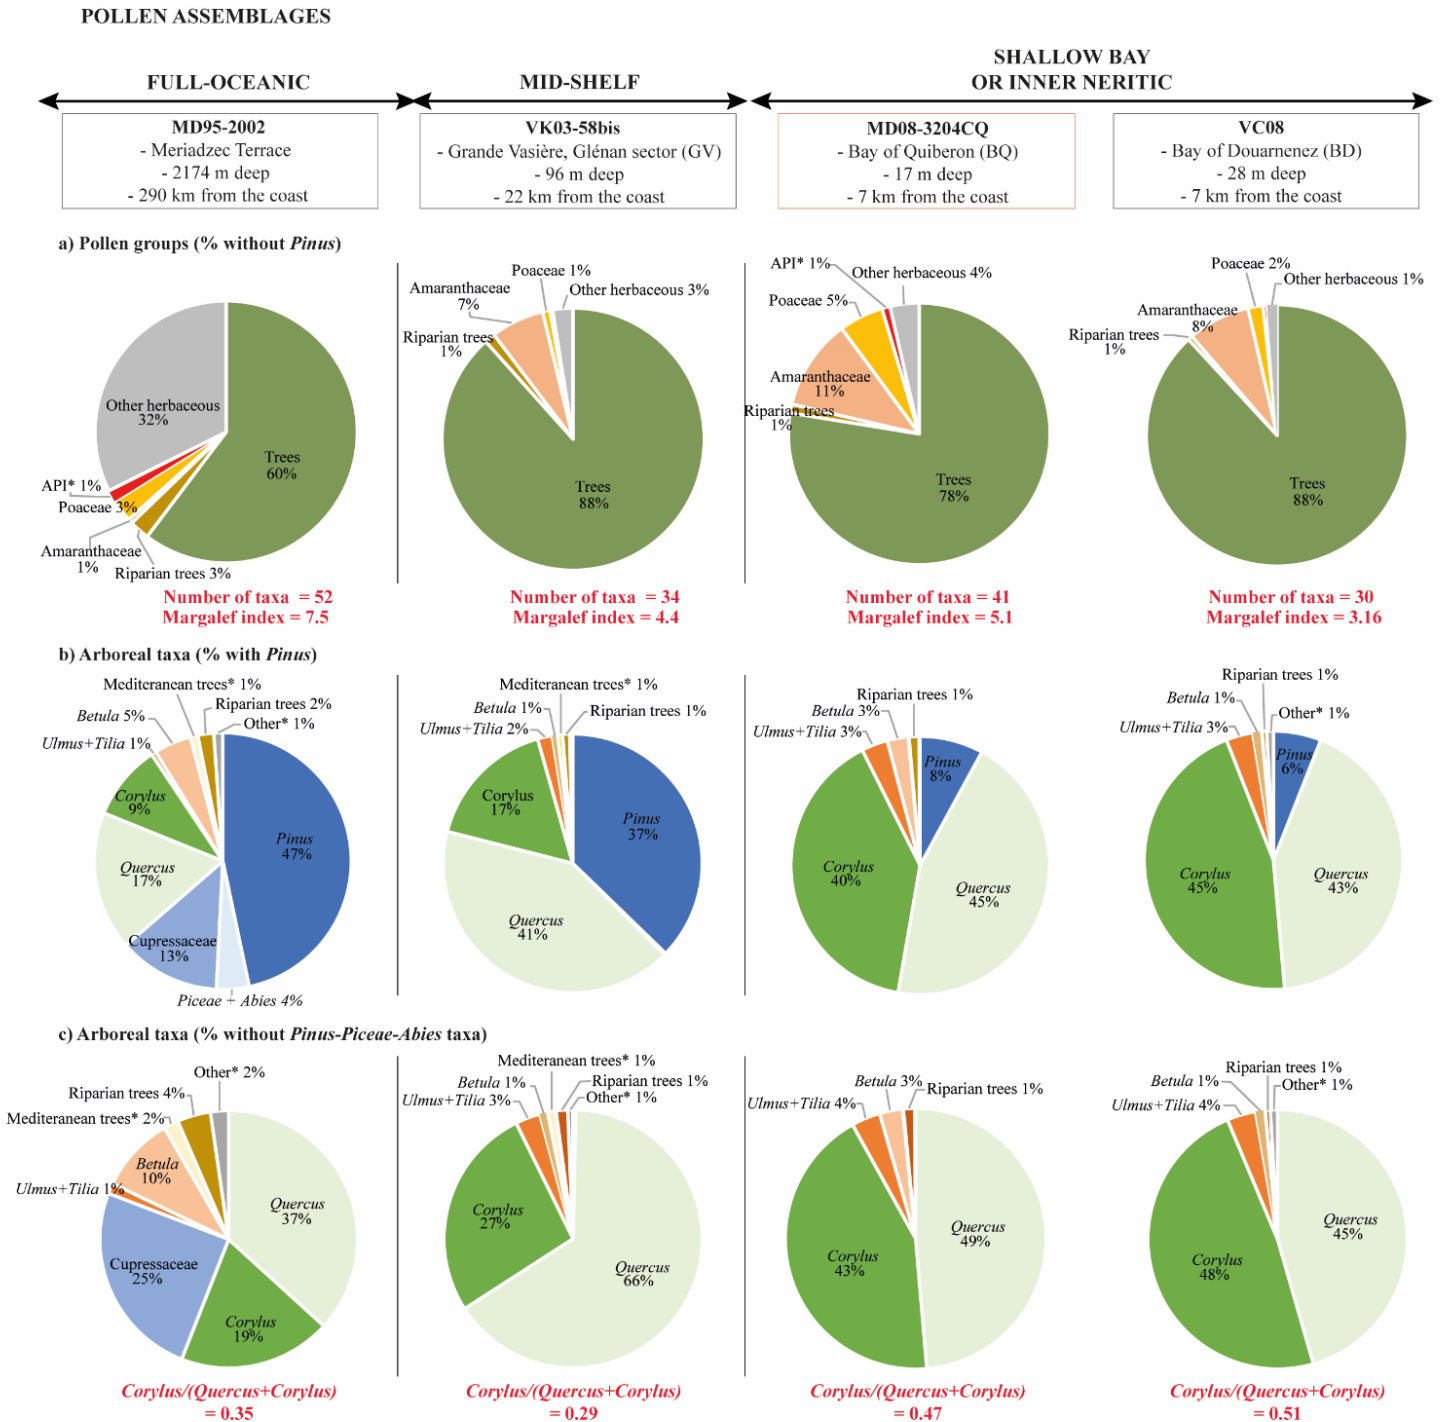 POLLEN ASSEMBLAGES
FULL-OCEANIC
MID-SHELF
SHALLOW BAY
OR INNER NERITIC
MD95-2002
- Meriadzec Terrace
- 2174 m deep
- 290 km from the coast
VK03-58bis
- Grande Vasière, Glénan sector (GV)
- 96 m deep
- 22 km from the coast
MD08-3204CQ
- Bay of Quiberon (BQ)
- 17 m deep
- 7 km from the coast
VC08
- Bay of Douarnenez (BD)
- 28 m deep
- 7 km from the coast
a) Pollen groups (% without Pinus)
Other herbaceous
32%
Trees
60%
API* 1%
Poaceae 3%
Amaranthaceae
1%
Riparian trees 3%
Number of taxa = 52
Margalef index = 7.5
Poaceae 1%
Amaranthaceae
7%
Other herbaceous 3%
Riparian trees
1%
Trees
88%
Number of taxa = 34
Margalef index = 4.4
API* 1%
Other herbaceous 4%
Poaceae 5%
Amaranthaceae
11%
Riparian trees
1%
Trees
78%
Number of taxa = 41
Margalef index = 5.1
Poaceae 2%
Other herbaceous 1%
Amaranthaceae
8%
Riparian trees
1%
Trees
88%
Number of taxa = 30
Margalef index = 3.16
b) Arboreal taxa (% with Pinus)
Mediteranean trees* 1%
Riparian trees 2%
Betula 5%
Other* 1%
Ulmus+Tilia 1%
Corylus
9%
Pinus
47%
Quercus
17%
Cupressaceae
13%
Piceae + Abies 4%
Mediteranean trees* 1%
Betula 1%
Riparian trees 1%
Ulmus+Tilia 2%
Corylus
17%
Pinus
37%
Quercus
41%
Riparian trees 1%
Betula 3%
Ulmus+Tilia 3%
Pinus
8%
Corylus
40%
Quercus
45%
Riparian trees 1%
Betula 1%
Other* 1%
Ulmus+Tilia 3%
Pinus
6%
Corylus
45%
Quercus
43%
c) Arboreal taxa (% without Pinus-Piceae-Abies taxa)
Other* 2%
Riparian trees 4%
Mediteranean trees* 2%
Betula
10%
Ulmus+Tilia 1%
Quercus
37%
Cupressaceae
25%
Corylus
19%
Corylus/(Quercus+Corylus)
= 0.35
Mediteranean trees* 1%
Betula 1%
Riparian trees 1%
Ulmus+Tilia 3%
Other* 1%
Corylus
27%
Quercus
66%
Corylus/(Quercus+Corylus)
= 0.29
Betula 3%
Riparian trees 1%
Ulmus+Tilia 4%
Quercus
49%
Corylus
43%
Corylus/(Quercus+Corylus)
= 0.47
Riparian trees 1%
Betula 1%
Other* 1%
Ulmus+Tilia 4%
Quercus
45%
Corylus
48%
Corylus/(Quercus+Corylus)
= 0.51